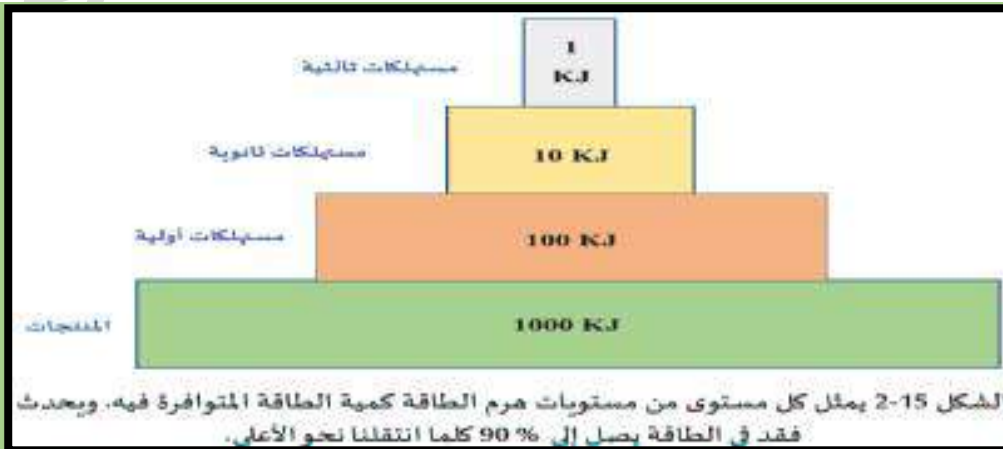 1
KJ
مستهلكات ثالثية
10 KJ
مستهلكات ثانوية
100 KJ
مستهلكات أولية
1000 KJ
المنتجات
الشكل 15-2 يمثل كل مستوى من مستويات هرم الطاقة كمية الطاقة المتوافرة فيه. ويحدث
فقد في الطاقة يصل إلى % 90 كلما انتقلنا نحو الأعلى.